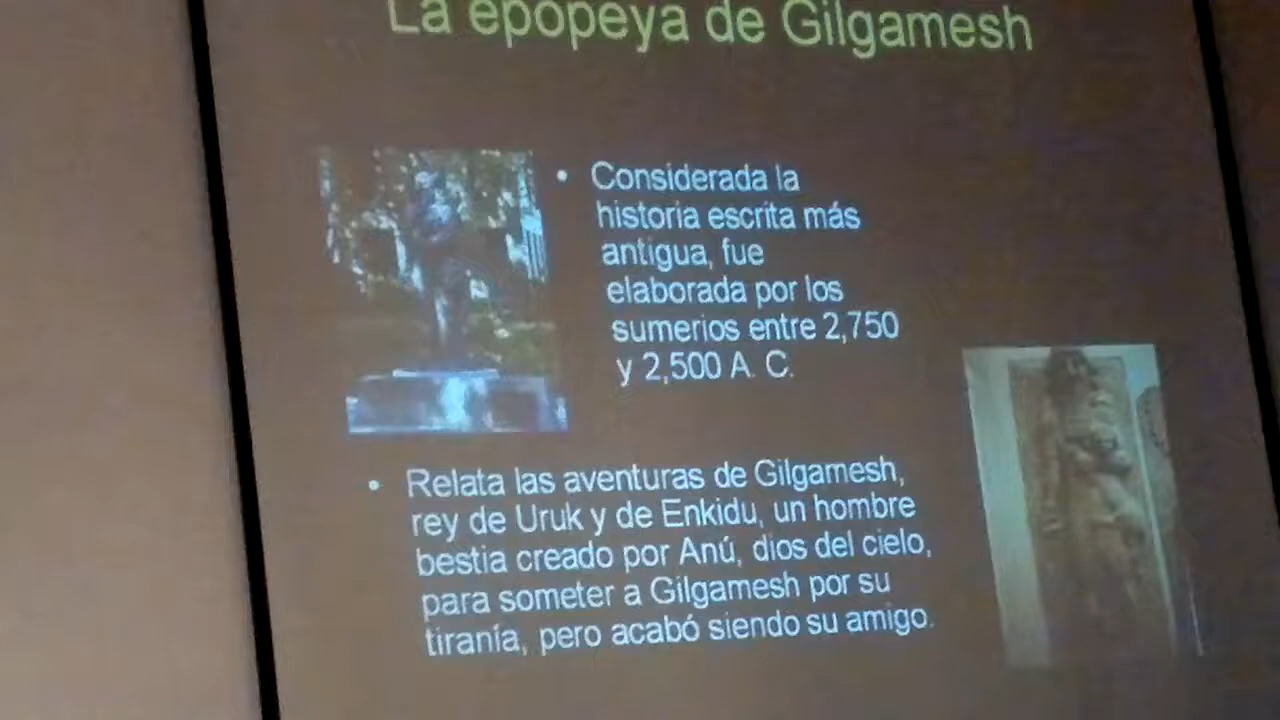 La epopeya de Gilgamesh
• Considerada la
historia escrita más
antigua, fue
elaborada por los
sumerios entre 2,750
y 2,500 A. C.
• Relata las aventuras de Gilgamesh,
rey de Uruk y de Enkidu, un hombre
bestia creado por Anú, dios del cielo,
para someter a Gilgamesh por su
tiranía, pero acabó siendo su amigo.